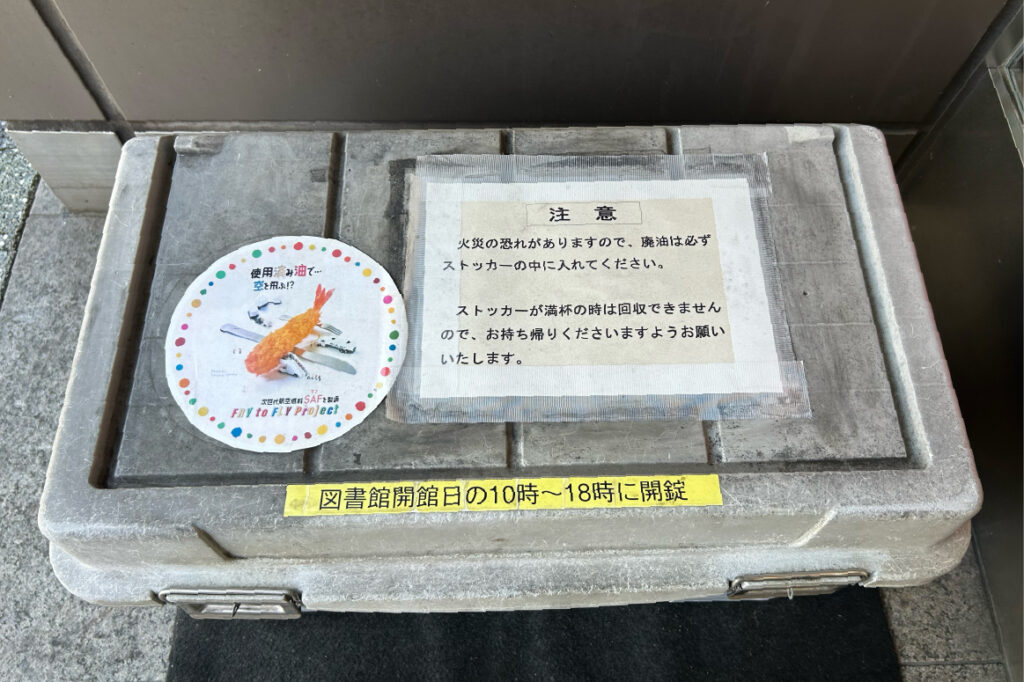 使用済み油で…
空を飛ぶ!?
次世代航空燃料SAFを製造
FRY to FLY Project
注 意
火災の恐れがありますので、廃油は必ず
ストッカーの中に入れてください。
ストッカーが満杯の時は回収できません
ので、お持ち帰りくださいますようお願い
いたします。
図書館開館日の10時～18時に開錠